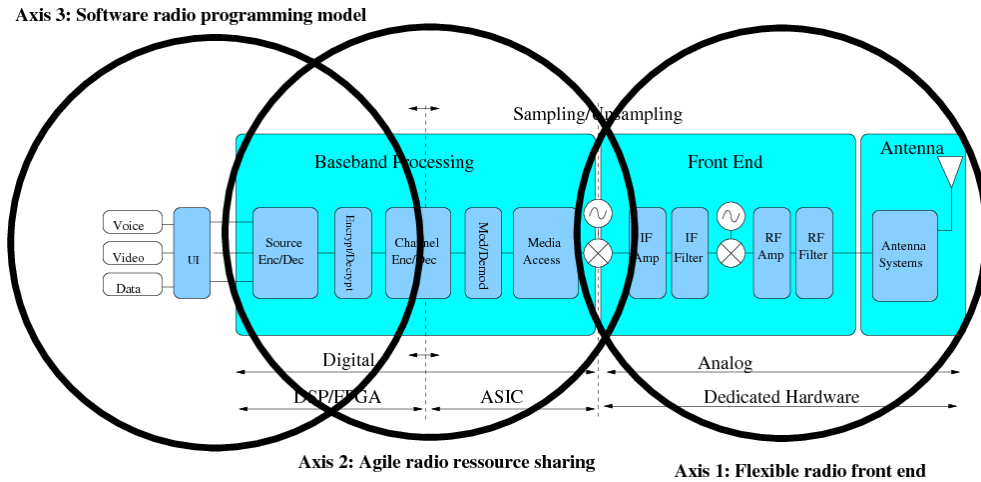 Axis 3: Software radio programming model
Sampling/Upsampling
Baseband Processing
Front End
Antenna
Voice
Video
Data
UI
Source
Enc/Dec
Encrypt/Decrypt
Channel
Enc/Dec
Mod/Demod
Media
Access
IF
Amp
IF
Filter
RF
Amp
RF
Filter
Antenna
Systems
Digital
Analog
DSP/FPGA
ASIC
Dedicated Hardware
Axis 2: Agile radio ressource sharing
Axis 1: Flexible radio front end